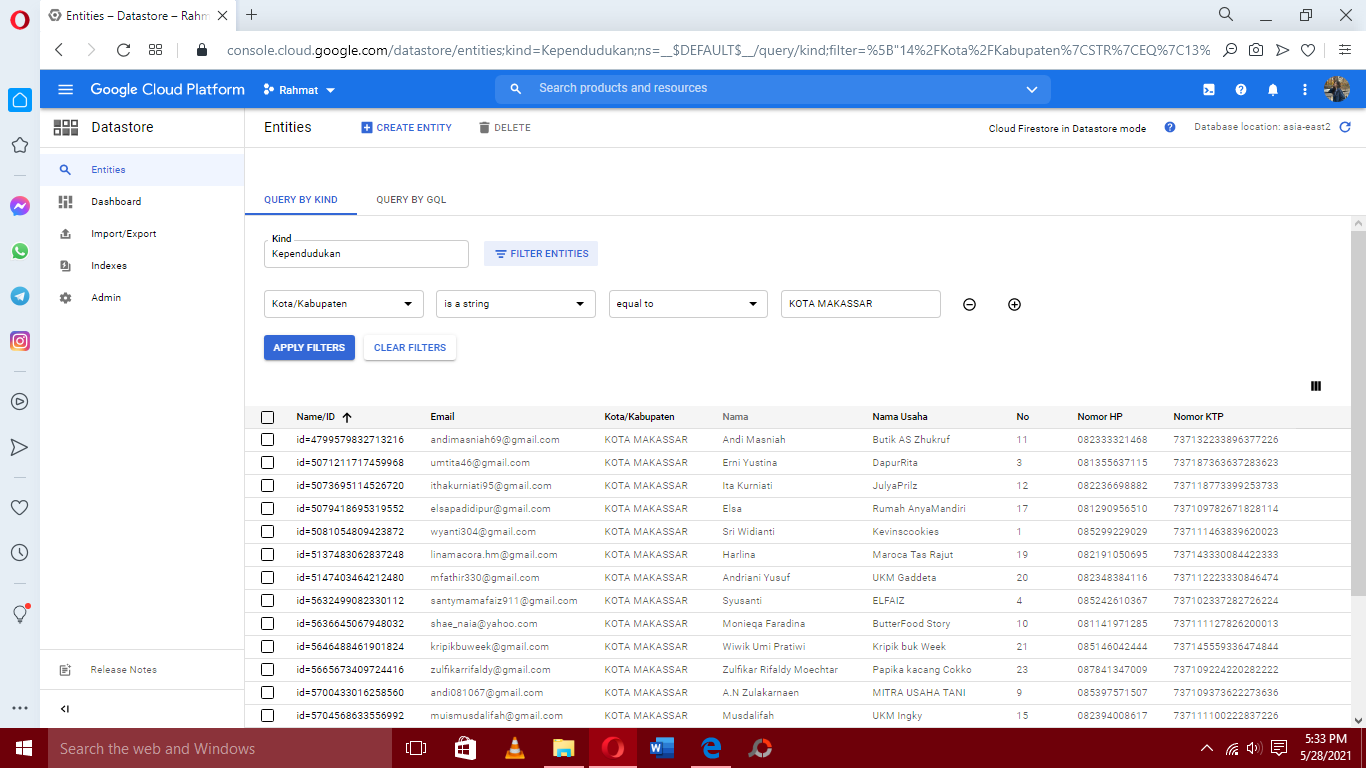 Entities – Datastore – Rahm
console.cloud.google.com/datastore/entities;kind=Kependudukan;ns=__$DEFAULT$__/query/kind;filter=%5B"14%2FKota%2FKabupaten%7CSTR%7CEQ%7C13%
Google Cloud Platform Rahmat Search products and resources
Datastore Entities CREATE ENTITY DELETE Cloud Firestore in Datastore mode Database location: asia-east2
Entities
Dashboard
Import/Export
Indexes
Admin
Release Notes
QUERY BY KIND QUERY BY GQL
Kind
Kependudukan FILTER ENTITIES
Kota/Kabupaten is a string equal to KOTA MAKASSAR
APPLY FILTERS CLEAR FILTERS
Name/ID Email Kota/Kabupaten Nama Nama Usaha No Nomor HP Nomor KTP
id=4799579832713216 andimasniah69@gmail.com KOTA MAKASSAR Andi Masniah Butik AS Zhukruf 11 082333321468 737132233896377226
id=5071211717459968 umtita46@gmail.com KOTA MAKASSAR Erni Yustina DapurRita 3 081355637115 737187363637283623
id=5073695114526720 ithakurniati95@gmail.com KOTA MAKASSAR Ita Kurniati JulyaPrilz 12 082236698882 737118773399253733
id=5079418695319552 elsapadidipur@gmail.com KOTA MAKASSAR Elsa Rumah AnyaMandiri 17 081290956510 737109782671828114
id=5081054809423872 wyanti304@gmail.com KOTA MAKASSAR Sri Widianti Kevinscookies 1 085299229029 737111463839620023
id=5137483062837248 linamacora.hm@gmail.com KOTA MAKASSAR Harlina Maroca Tas Rajut 19 082191050695 737143330084422333
id=5147403464212480 mfathir330@gmail.com KOTA MAKASSAR Andriani Yusuf UKM Gaddeta 20 082348384116 737112223330846474
id=5632499082330112 santymamafaiz911@gmail.com KOTA MAKASSAR Syusanti ELFAIZ 4 085242610367 737102337282726224
id=5636645067948032 shae_naia@yahoo.com KOTA MAKASSAR Monieqa Faradina ButterFood Story 10 081141971285 737111127826200013
id=5646488461901824 kripikbuweek@gmail.com KOTA MAKASSAR Wiwik Umi Pratiwi Kripik buk Week 21 085146042444 737145559336474844
id=5665673409724416 zulfikarrifaldy@gmail.com KOTA MAKASSAR Zulfikar Rifaldy Moechtar Papika kacang Cokko 23 087841347009 737109224220282222
id=5700433016258560 andi081067@gmail.com KOTA MAKASSAR A.N Zulakarnaen MITRA USAHA TANI 9 085397571507 737109373622273636
id=5704568633556992 muismusdalifah@gmail.com KOTA MAKASSAR Musdalifah UKM Ingky 15 082394008617 737111100222837226
Search the web and Windows
5:33 PM
5/28/2021